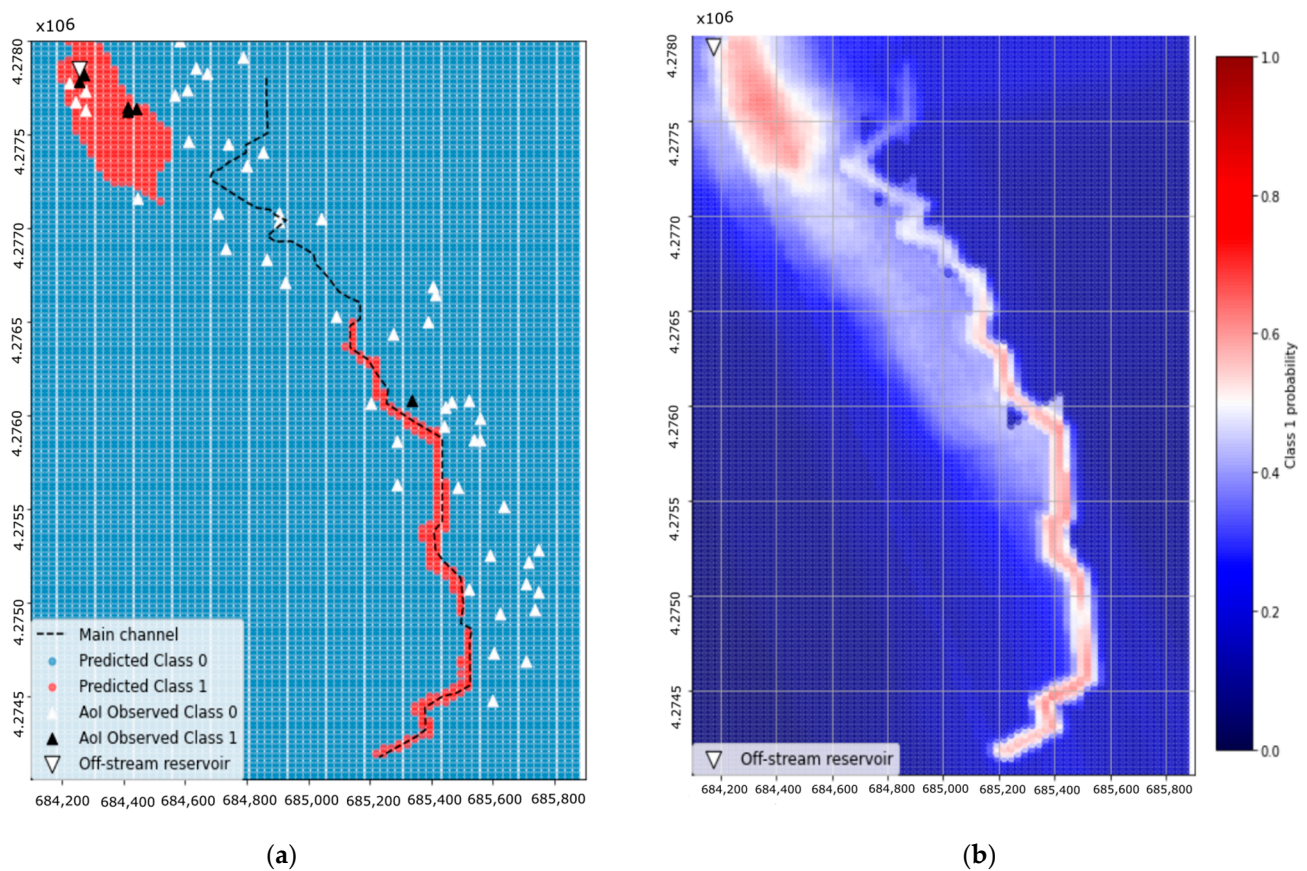 x106
4.2780
4.2775
4.2770
4.2765
4.2760
4.2755
4.2750
4.2745
Main channel
Predicted Class 0
Predicted Class 1
AoI Observed Class 0
AoI Observed Class 1
Off-stream reservoir
684,200 684,400 684,600 684,800 685,000 685,200 685,400 685,600 685,800
(a)
x106
4.2780
4.2775
4.2770
4.2765
4.2760
4.2755
4.2750
4.2745
Off-stream reservoir
684,200 684,400 684,600 684,800 685,000 685,200 685,400 685,600 685,800
(b)
1.0
0.8
0.6
0.4
0.2
0.0
Class 1 probability